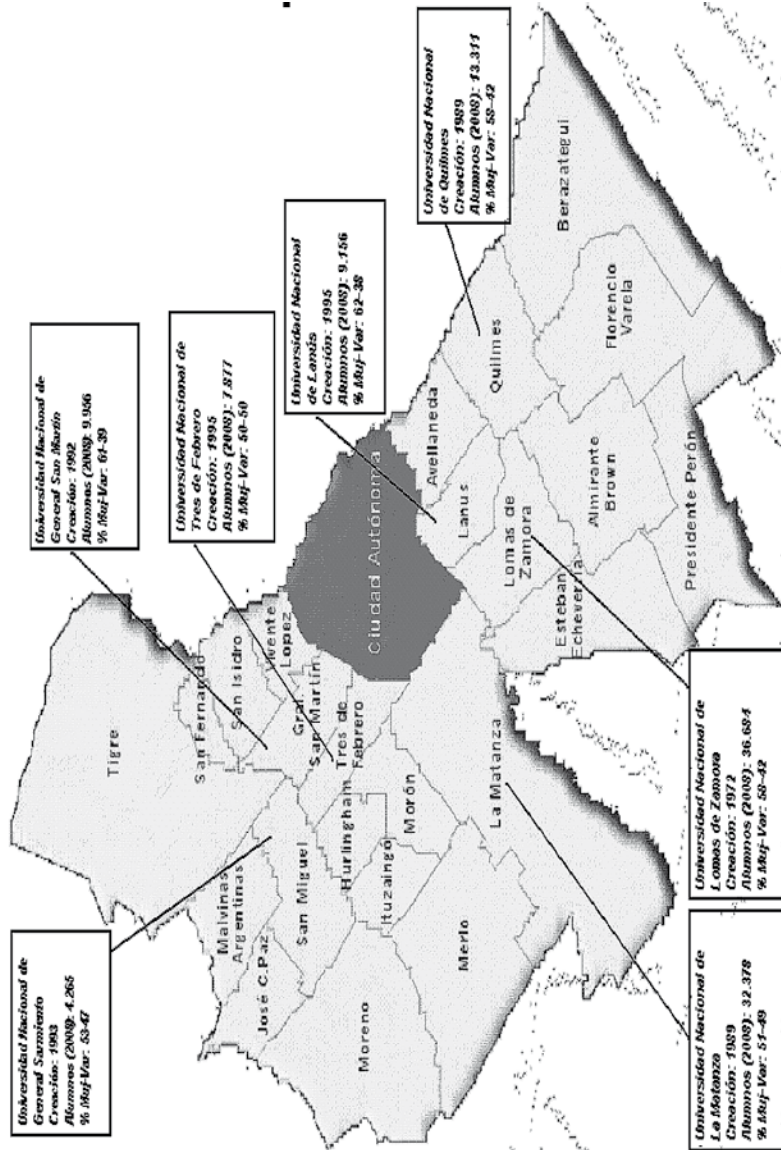 Universidad Nacional de
General Sarmiento
Creación: 1993
Alumnos (2008): 4.265
% Muj-Var: 53-47
Universidad Nacional de
General San Martín
Creación: 1992
Alumnos (2008): 9.956
% Muj-Var: 61-39
Universidad Nacional de
Tres de Febrero
Creación: 1995
Alumnos (2008): 7.877
% Muj-Var: 50-50
Universidad Nacional
de Lanús
Creación: 1995
Alumnos (2008): 9.156
% Muj-Var: 62-38
Universidad Nacional
de Quilmes
Creación: 1989
Alumnos (2008): 13.311
% Muj-Var: 58-42
Tigre
San Fernando
San Isidro
Vicente
Lopez
Malvinas
Argentinas
José C.Paz
San Miguel
Gral.
San Martín
Tres de
Febrero
Hurlingham
Ituzaingó
Morón
Moreno
Merlo
La Matanza
Ciudad Autónoma
Avellaneda
Lanus
Quilmes
Berazategui
Lomas de
Zamora
Florencio
Varela
Almirante
Brown
Esteban
Echeverria
Presidente Perón
Universidad Nacional de
La Matanza
Creación: 1989
Alumnos (2008): 32.378
% Muj-Var: 51-49
Universidad Nacional de
Lomas de Zamora
Creación: 1972
Alumnos (2008): 36.684
% Muj-Var: 58-42